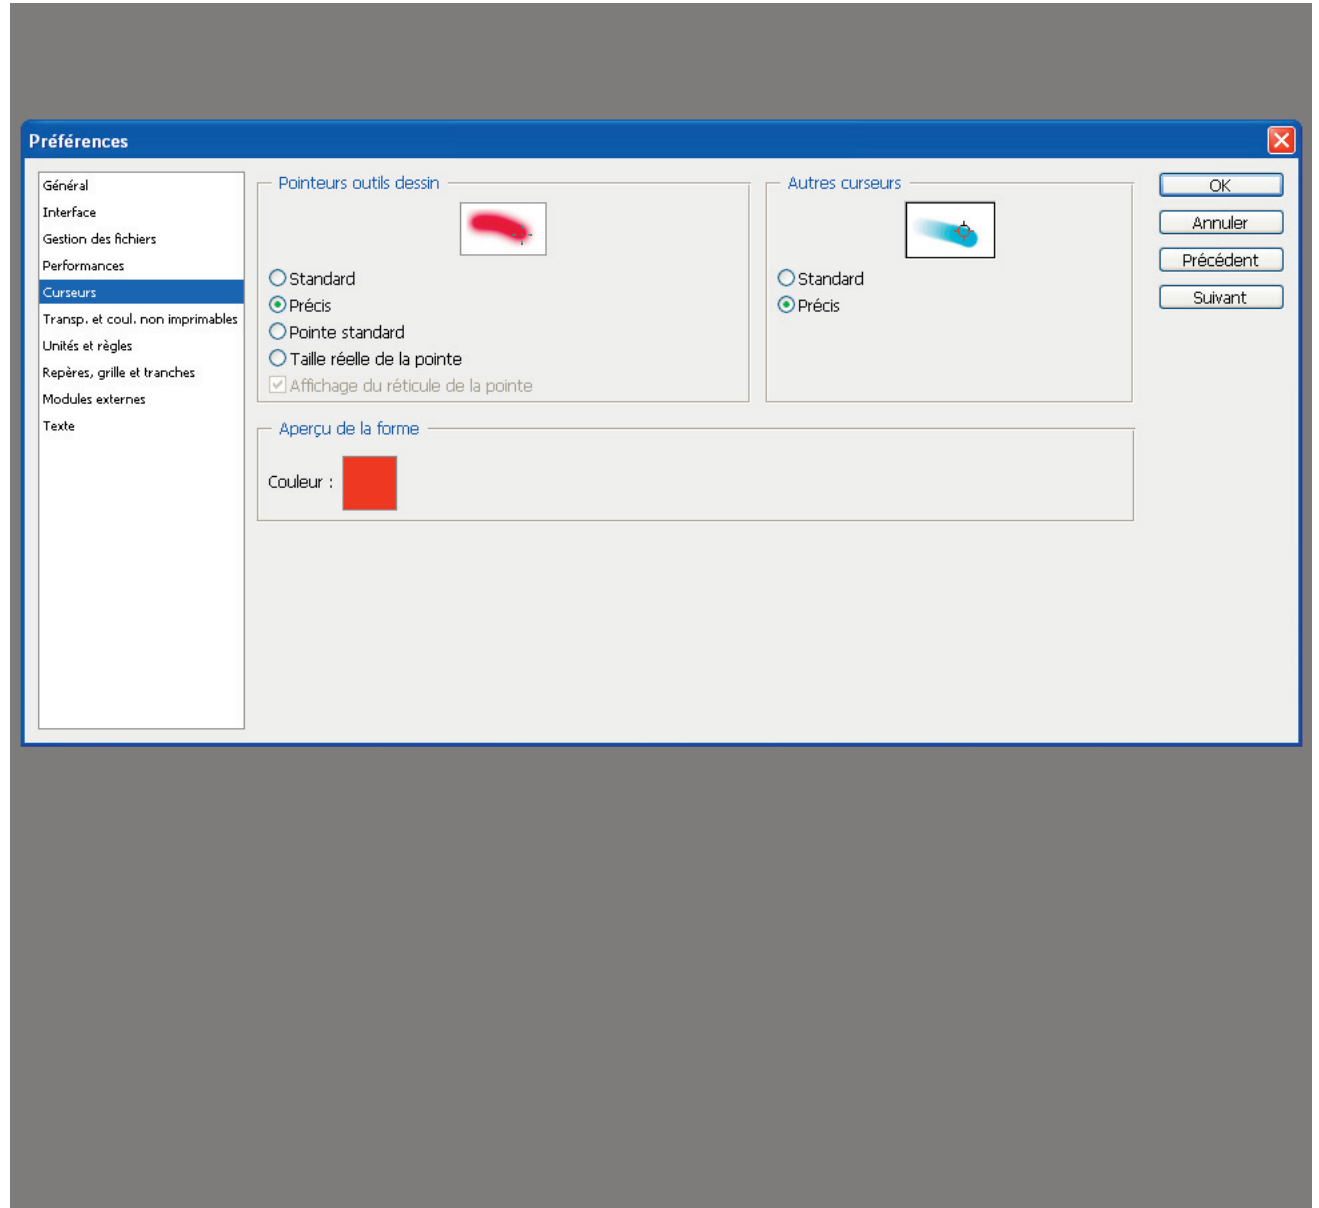 Préférences
Général
Interface
Gestion des fichiers
Performances
Curseurs
Transp. et coul. non imprimables
Unités et règles
Repères, grille et tranches
Modules externes
Texte
Pointeurs outils dessin
Standard
Précis
Pointe standard
Taille réelle de la pointe
Affichage du réticule de la pointe
Autres curseurs
Standard
Précis
Aperçu de la forme
Couleur :
OK
Annuler
Précédent
Suivant